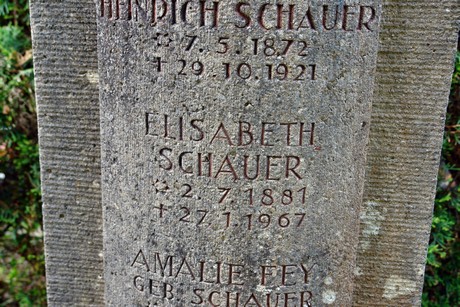 HEINRICH SCHAUER
✩ 7. 5. 1872
† 29. 10. 1921
ELISABETH
SCHAUER
✩ 2. 7. 1881
† 27. 1. 1967
AMALIE FEY
GEB. SCHAUER